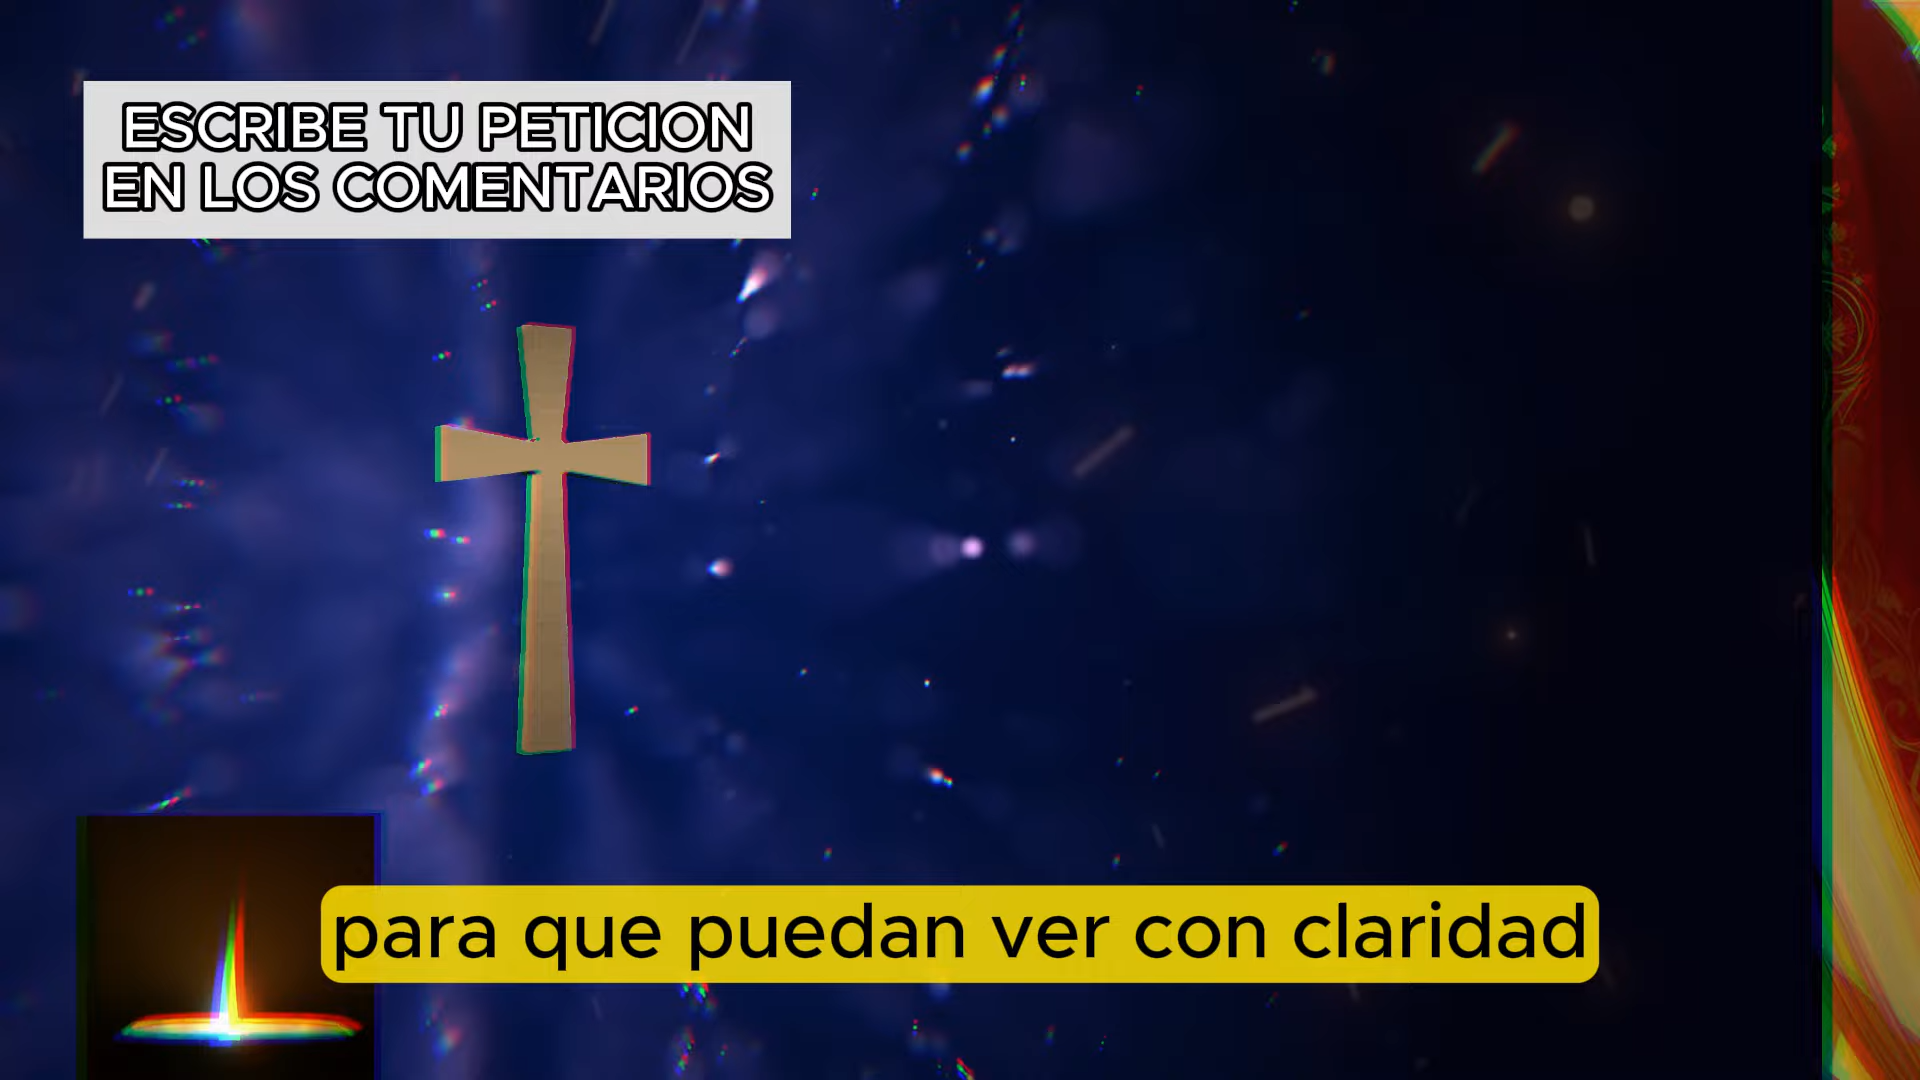 ESCRIBE TU PETICION
EN LOS COMENTARIOS
para que puedan ver con claridad